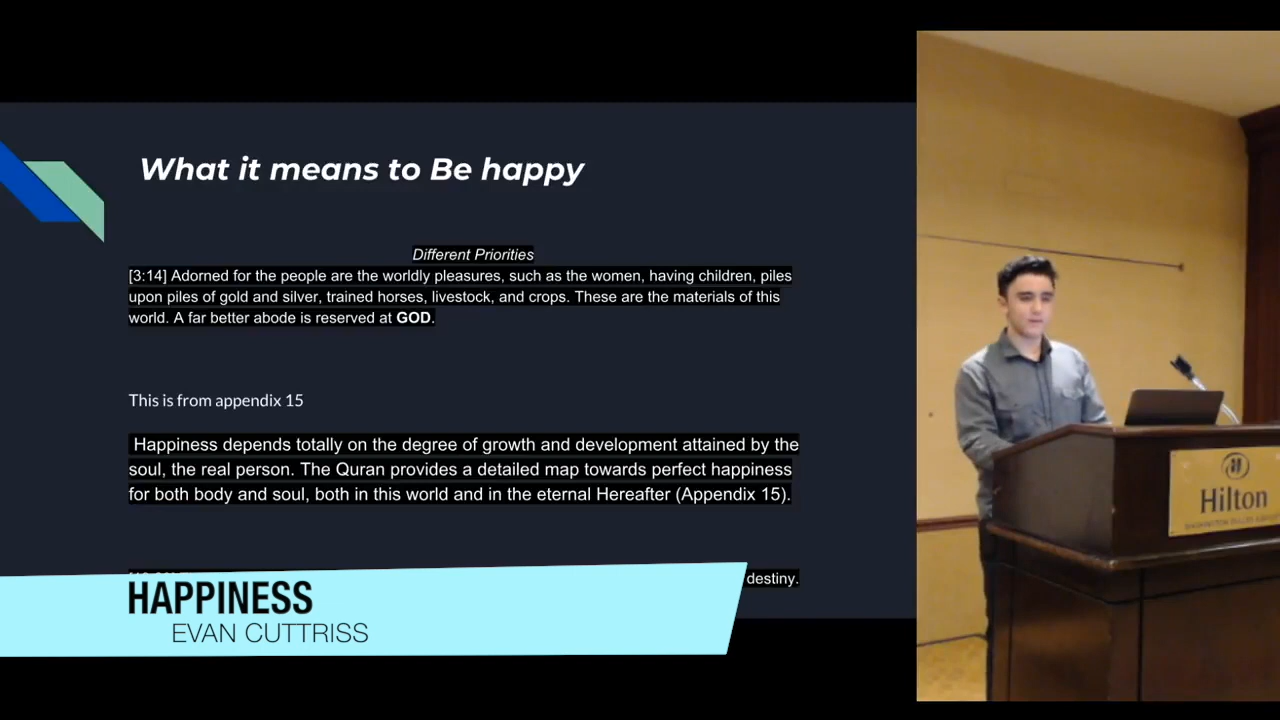 What it means to Be happy
Different Priorities
[3:14] Adorned for the people are the worldly pleasures, such as the women, having children, piles
upon piles of gold and silver, trained horses, livestock, and crops. These are the materials of this
world. A far better abode is reserved at GOD.
This is from appendix 15
Happiness depends totally on the degree of growth and development attained by the
soul, the real person. The Quran provides a detailed map towards perfect happiness
for both body and soul, both in this world and in the eternal Hereafter (Appendix 15).
destiny.
HAPPINESS
EVAN CUTTRISS
Hilton